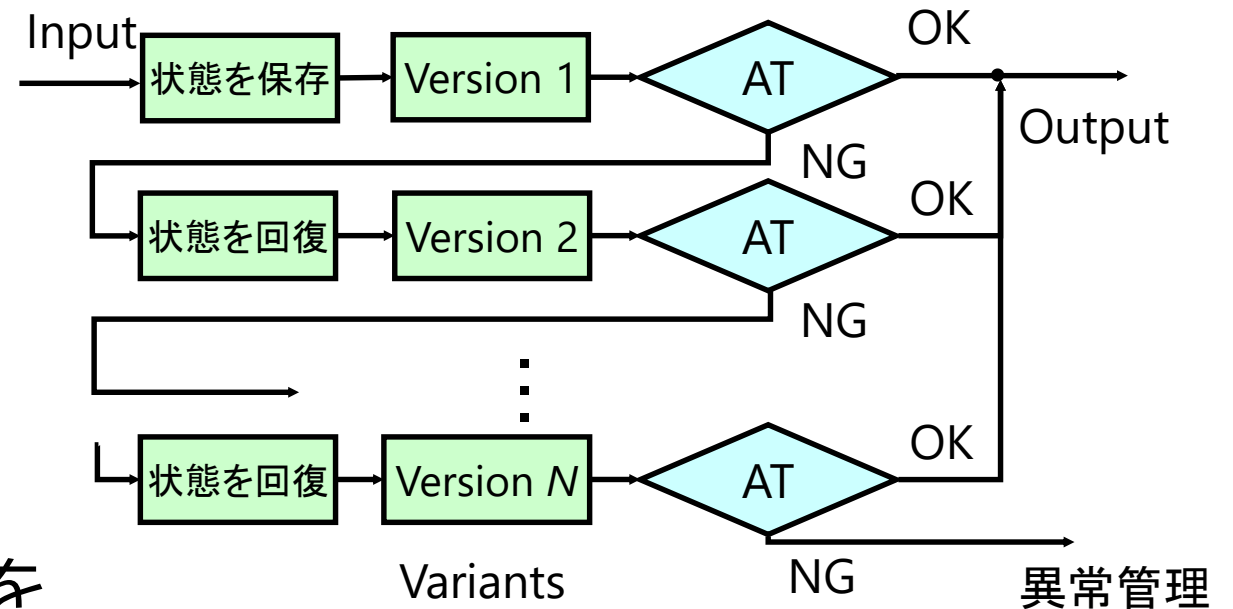 Input
状態を保存
Version 1
AT
OK
Output
NG
状態を回復
Version 2
AT
OK
NG
状態を回復
Version N
AT
OK
を
Variants
NG
異常管理